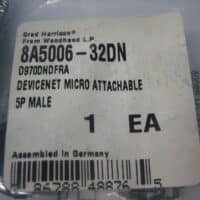 Brad Harrison®
From Woodhead L.P.
8A5006-32DN
D970DNDFRA
DEVICENET MICRO ATTACHABLE
5P MALE
1 EA
Assembled in Germany
86788 48876 5